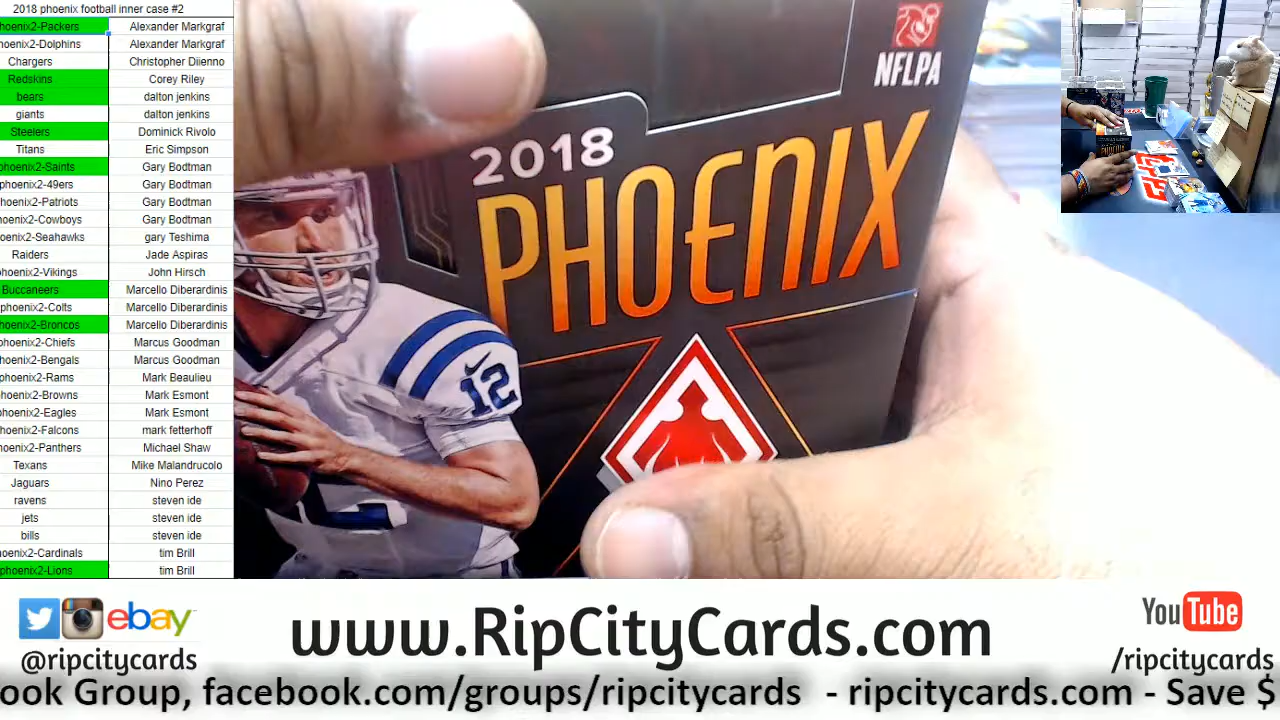 2018 phoenix football inner case #2
hoenix2-Packers Alexander Markgraf
hoenix2-Dolphins Alexander Markgraf
Chargers Christopher Diienno
Redskins Corey Riley
bears dalton jenkins
giants dalton jenkins
Steelers Dominick Rivolo
Titans Eric Simpson
phoenix2-Saints Gary Bodtman
phoenix2-49ers Gary Bodtman
phoenix2-Patriots Gary Bodtman
phoenix2-Cowboys Gary Bodtman
oenix2-Seahawks gary Teshima
Raiders Jade Aspiras
phoenix2-Vikings John Hirsch
Buccaneers Marcello Diberardinis
phoenix2-Colts Marcello Diberardinis
hoenix2-Broncos Marcello Diberardinis
phoenix2-Chiefs Marcus Goodman
phoenix2-Bengals Marcus Goodman
phoenix2-Rams Mark Beaulieu
phoenix2-Browns Mark Esmont
phoenix2-Eagles Mark Esmont
phoenix2-Falcons mark fetterhoff
hoenix2-Panthers Michael Shaw
Texans Mike Malandrucolo
Jaguars Nino Perez
ravens steven ide
jets steven ide
bills steven ide
oenix2-Cardinals tim Brill
phoenix2-Lions tim Brill
NFLPA
2018
PHOENIX
12
ebay
@ripcitycards
www.RipCityCards.com
YouTube
/ripcitycards
ook Group, facebook.com/groups/ripcitycards - ripcitycards.com - Save $